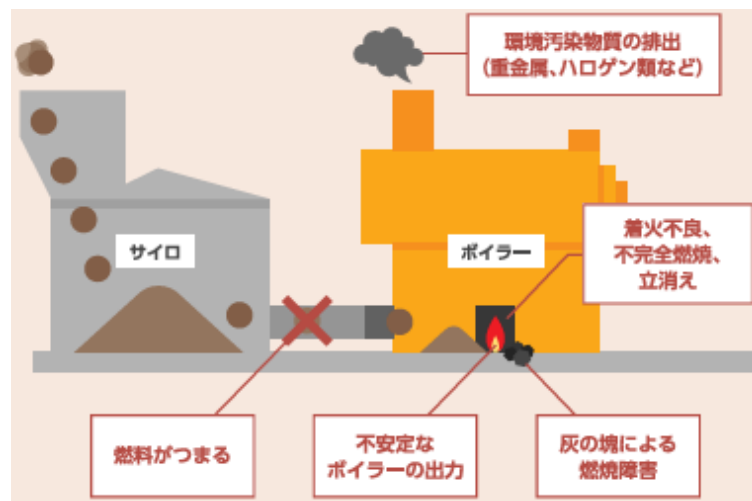 環境汚染物質の排出
(重金属、ハロゲン類など)
サイロ
ボイラー
着火不良、
不完全燃焼、
立消え
燃料がつまる
不安定な
ボイラーの出力
灰の塊による
燃焼障害